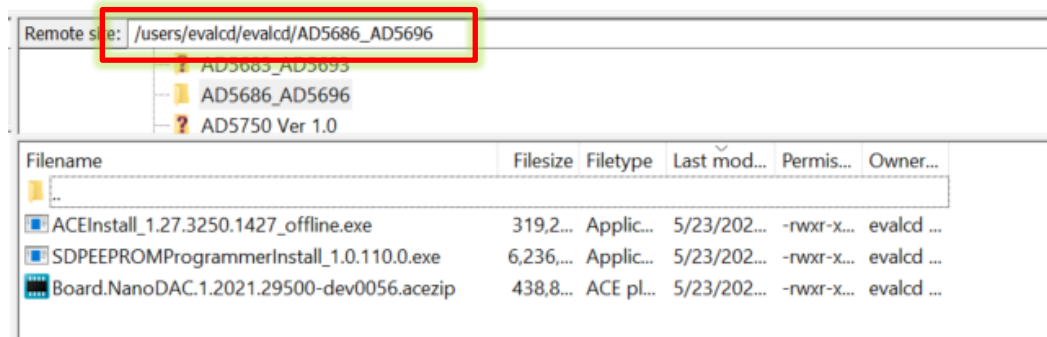 Remote site: /users/evalcd/evalcd/AD5686_AD5696
AD5683_AD5693
AD5686_AD5696
? AD5750 Ver 1.0
Filename Filesize Filetype Last mod... Permis... Owner...
..
ACEInstall_1.27.3250.1427_offline.exe 319,2... Applic... 5/23/202... -rwxr-x... evalcd ...
SDPEEPROMProgrammerInstall_1.0.110.0.exe 6,236,... Applic... 5/23/202... -rwxr-x... evalcd ...
Board.NanoDAC.1.2021.29500-dev0056.acezip 438,8... ACE pl... 5/23/202... -rwxr-x... evalcd ...